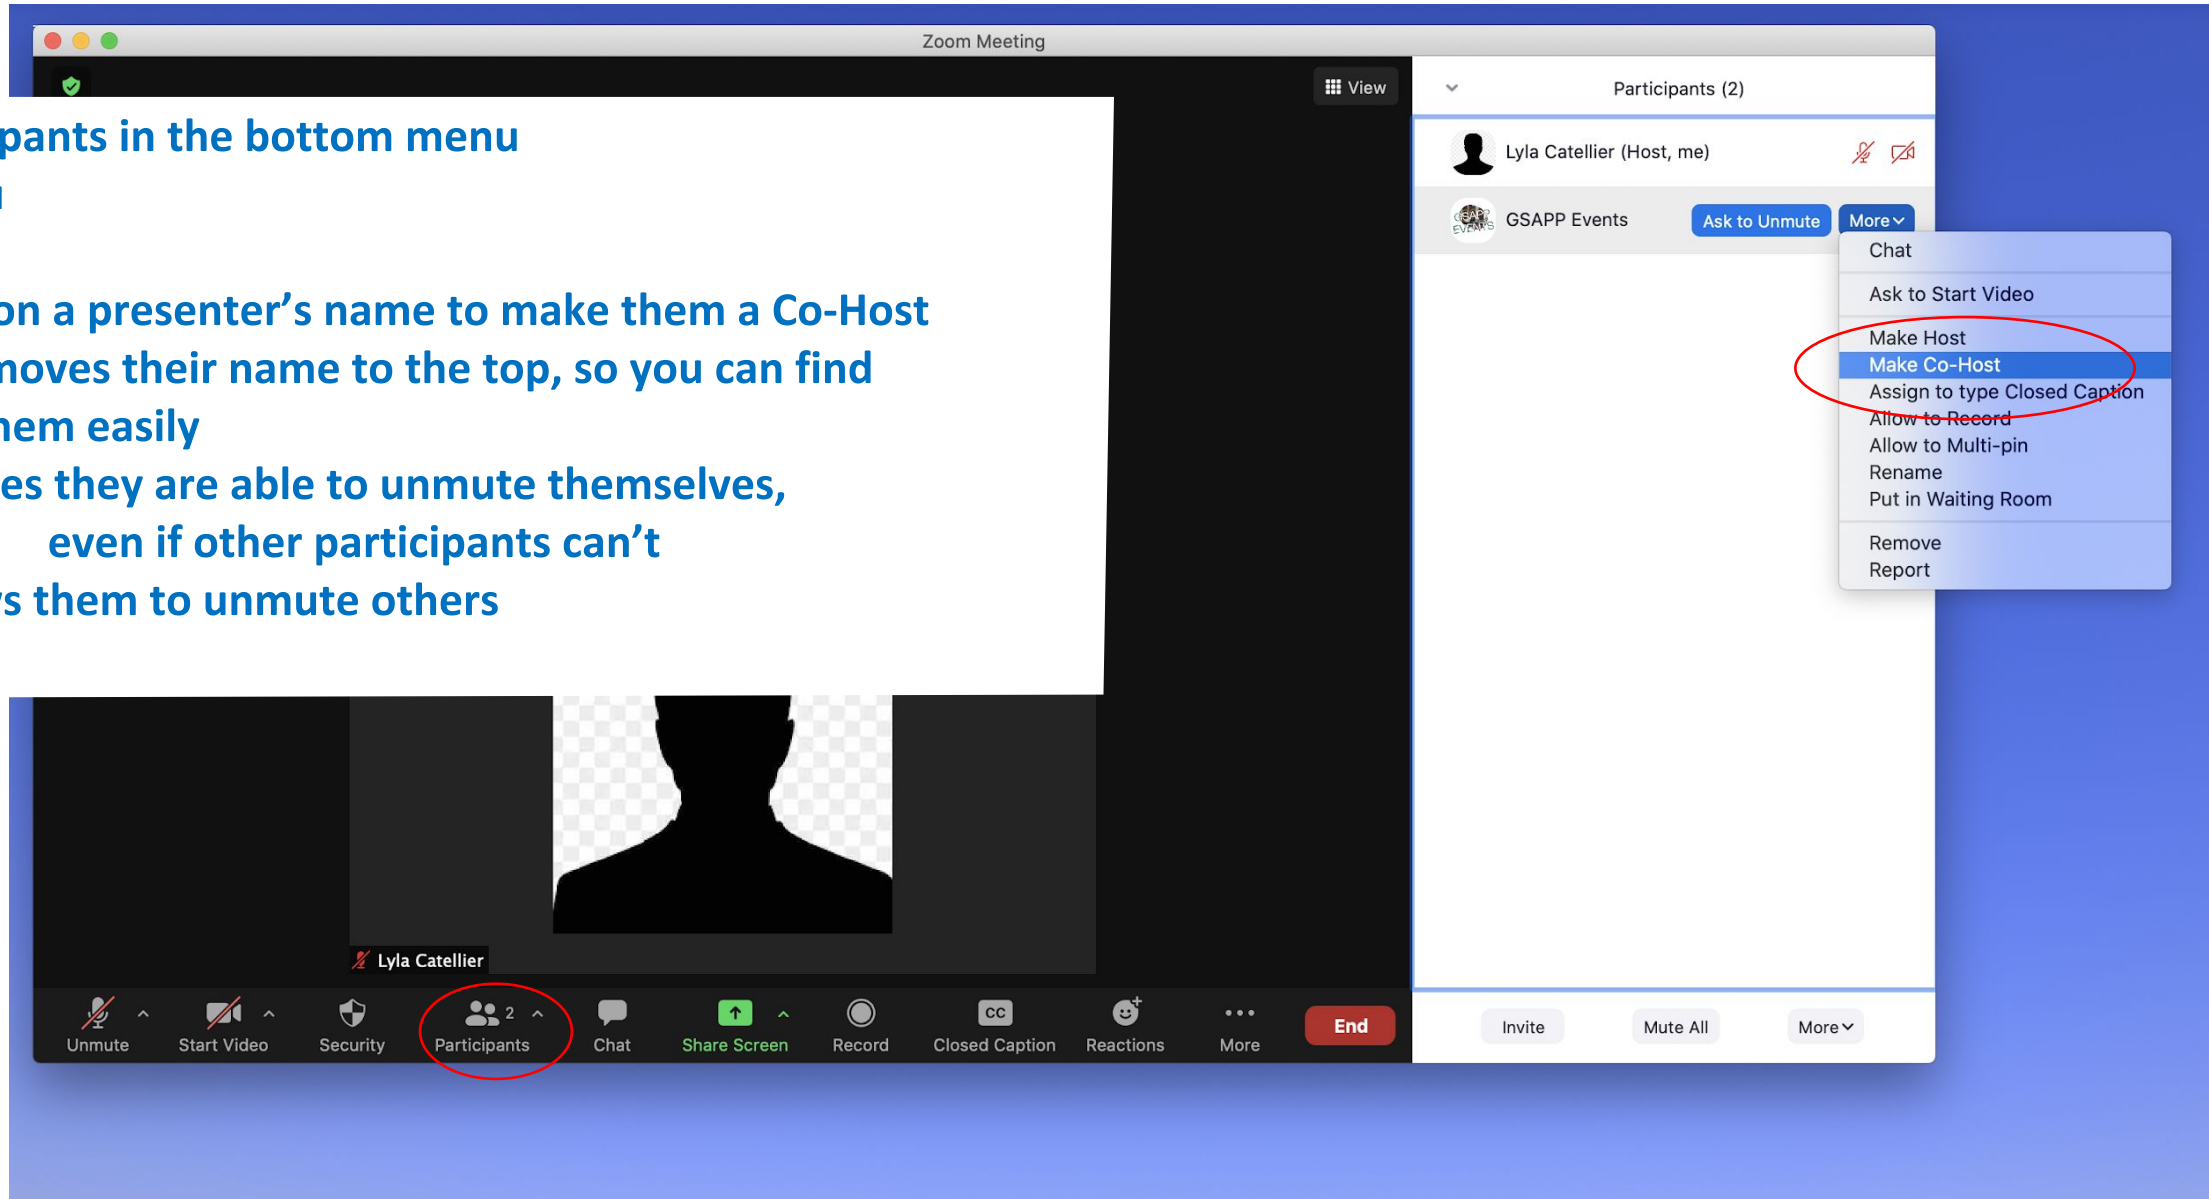 Zoom Meeting
View
Participants (2)
pants in the bottom menu
on a presenter’s name to make them a Co-Host
moves their name to the top, so you can find
hem easily
es they are able to unmute themselves,
even if other participants can’t
s them to unmute others
Lyla Catellier (Host, me)
GSAPP Events
Ask to Unmute
More
Chat
Ask to Start Video
Make Host
Make Co-Host
Assign to type Closed Caption
Allow to Record
Allow to Multi-pin
Rename
Put in Waiting Room
Remove
Report
Lyla Catellier
Unmute
Start Video
Security
2
Participants
Chat
Share Screen
Record
CC
Closed Caption
Reactions
More
End
Invite
Mute All
More